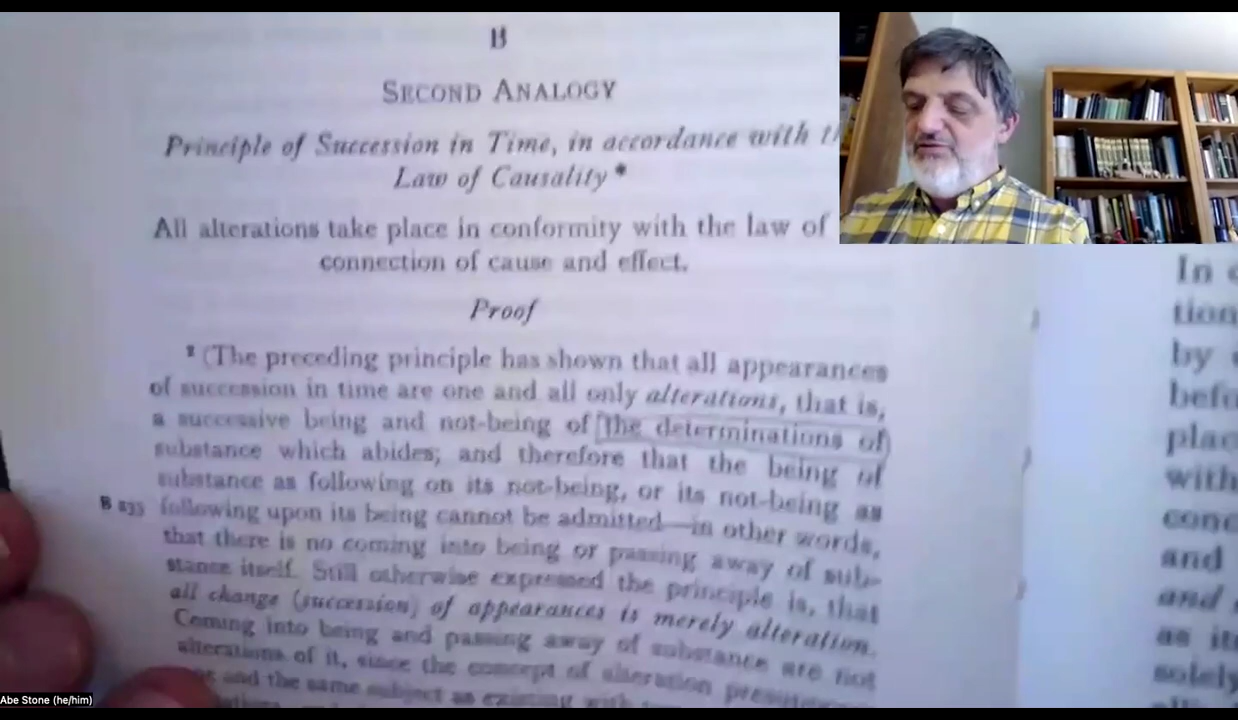 B
SECOND ANALOGY
Principle of Succession in Time, in accordance with
Law of Causality*
All alterations take place in conformity with the law of
connection of cause and effect.
Proof
(The preceding principle has shown that all appearances
of succession in time are one and all only alterations, that is,
a successive being and not-being of the determinations of
substance which abides; and therefore that the being of
substance as following on its not-being, or its not-being as
B 233 following upon its being cannot be admitted—in other words,
that there is no coming into being or passing away of sub-
stance itself. Still otherwise expressed the principle is, that
all change (succession) of appearances is merely alteration.
Coming into being and passing away of substance are not
alterations of it, since the concept of alteration
and the same subject as existing with
In
tion
by
befo
plac
with
conc
and
and
as it
solely
Abe Stone (he/him)